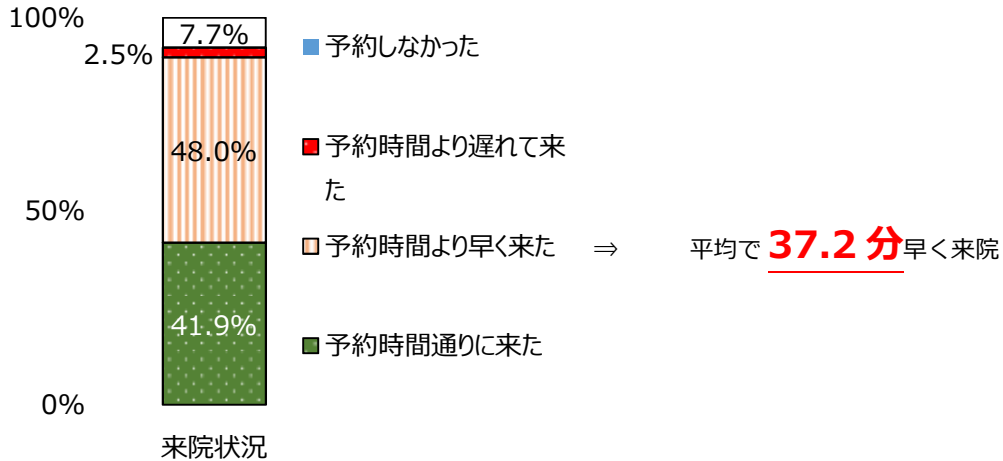 100%
7.7%
予約しなかった
2.5%
予約時間より遅れて来
た
48.0%
50%
予約時間より早く来た ⇒ 平均で 37.2 分早く来院
41.9%
予約時間通りに来た
0%
来院状況